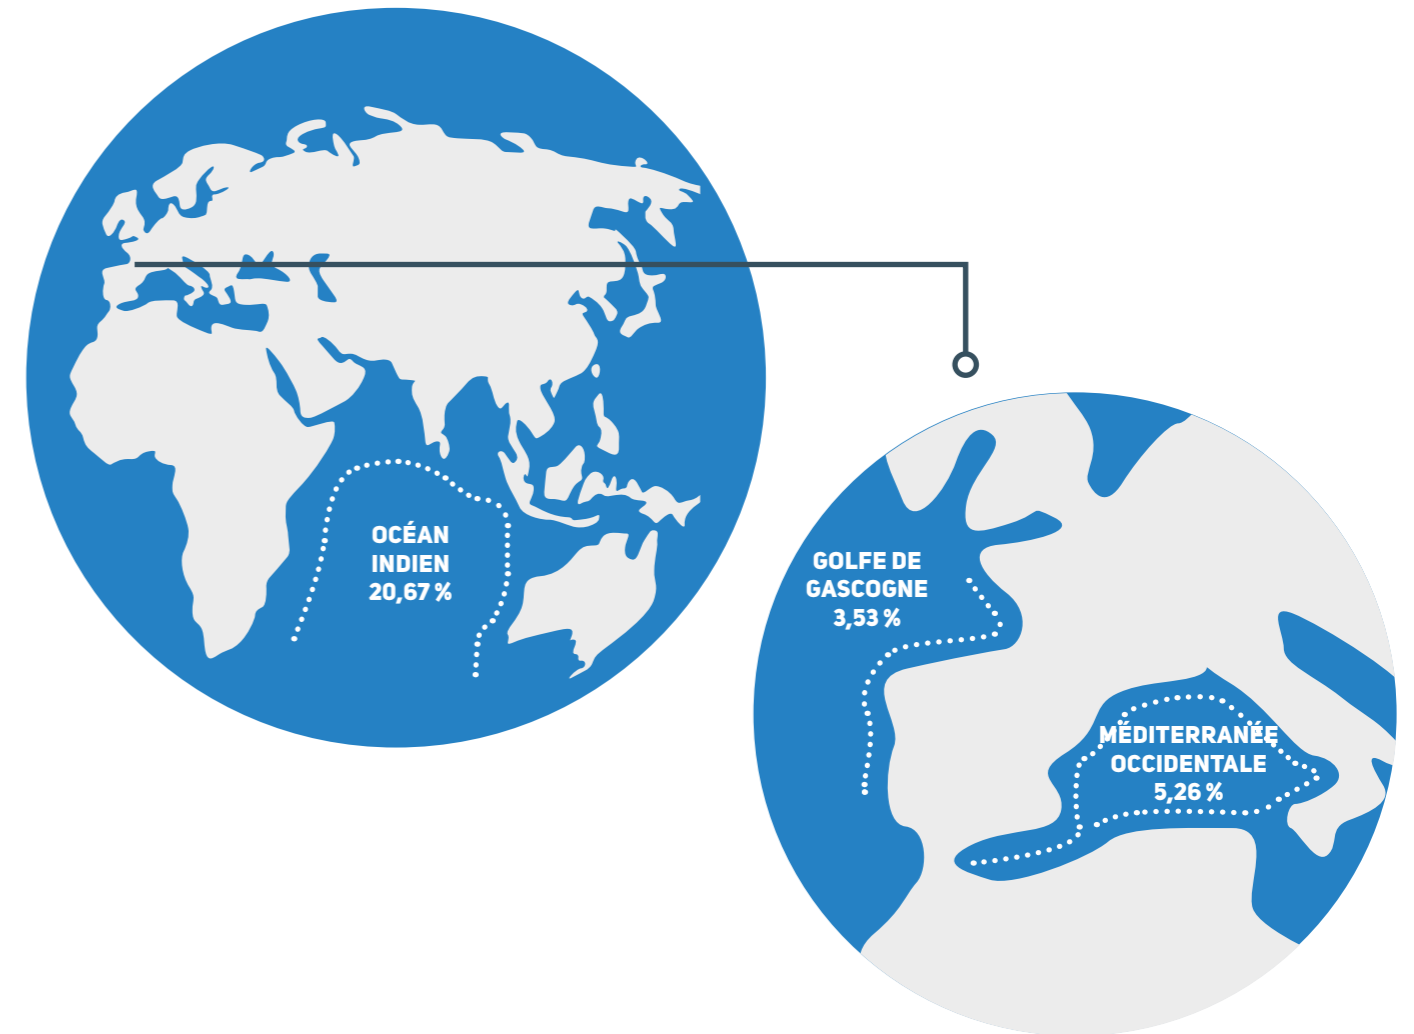 OCÉAN
INDIEN
20,67 %
GOLFE DE
GASCOGNE
3,53 %
MÉDITERRANÉE
OCCIDENTALE
5,26 %